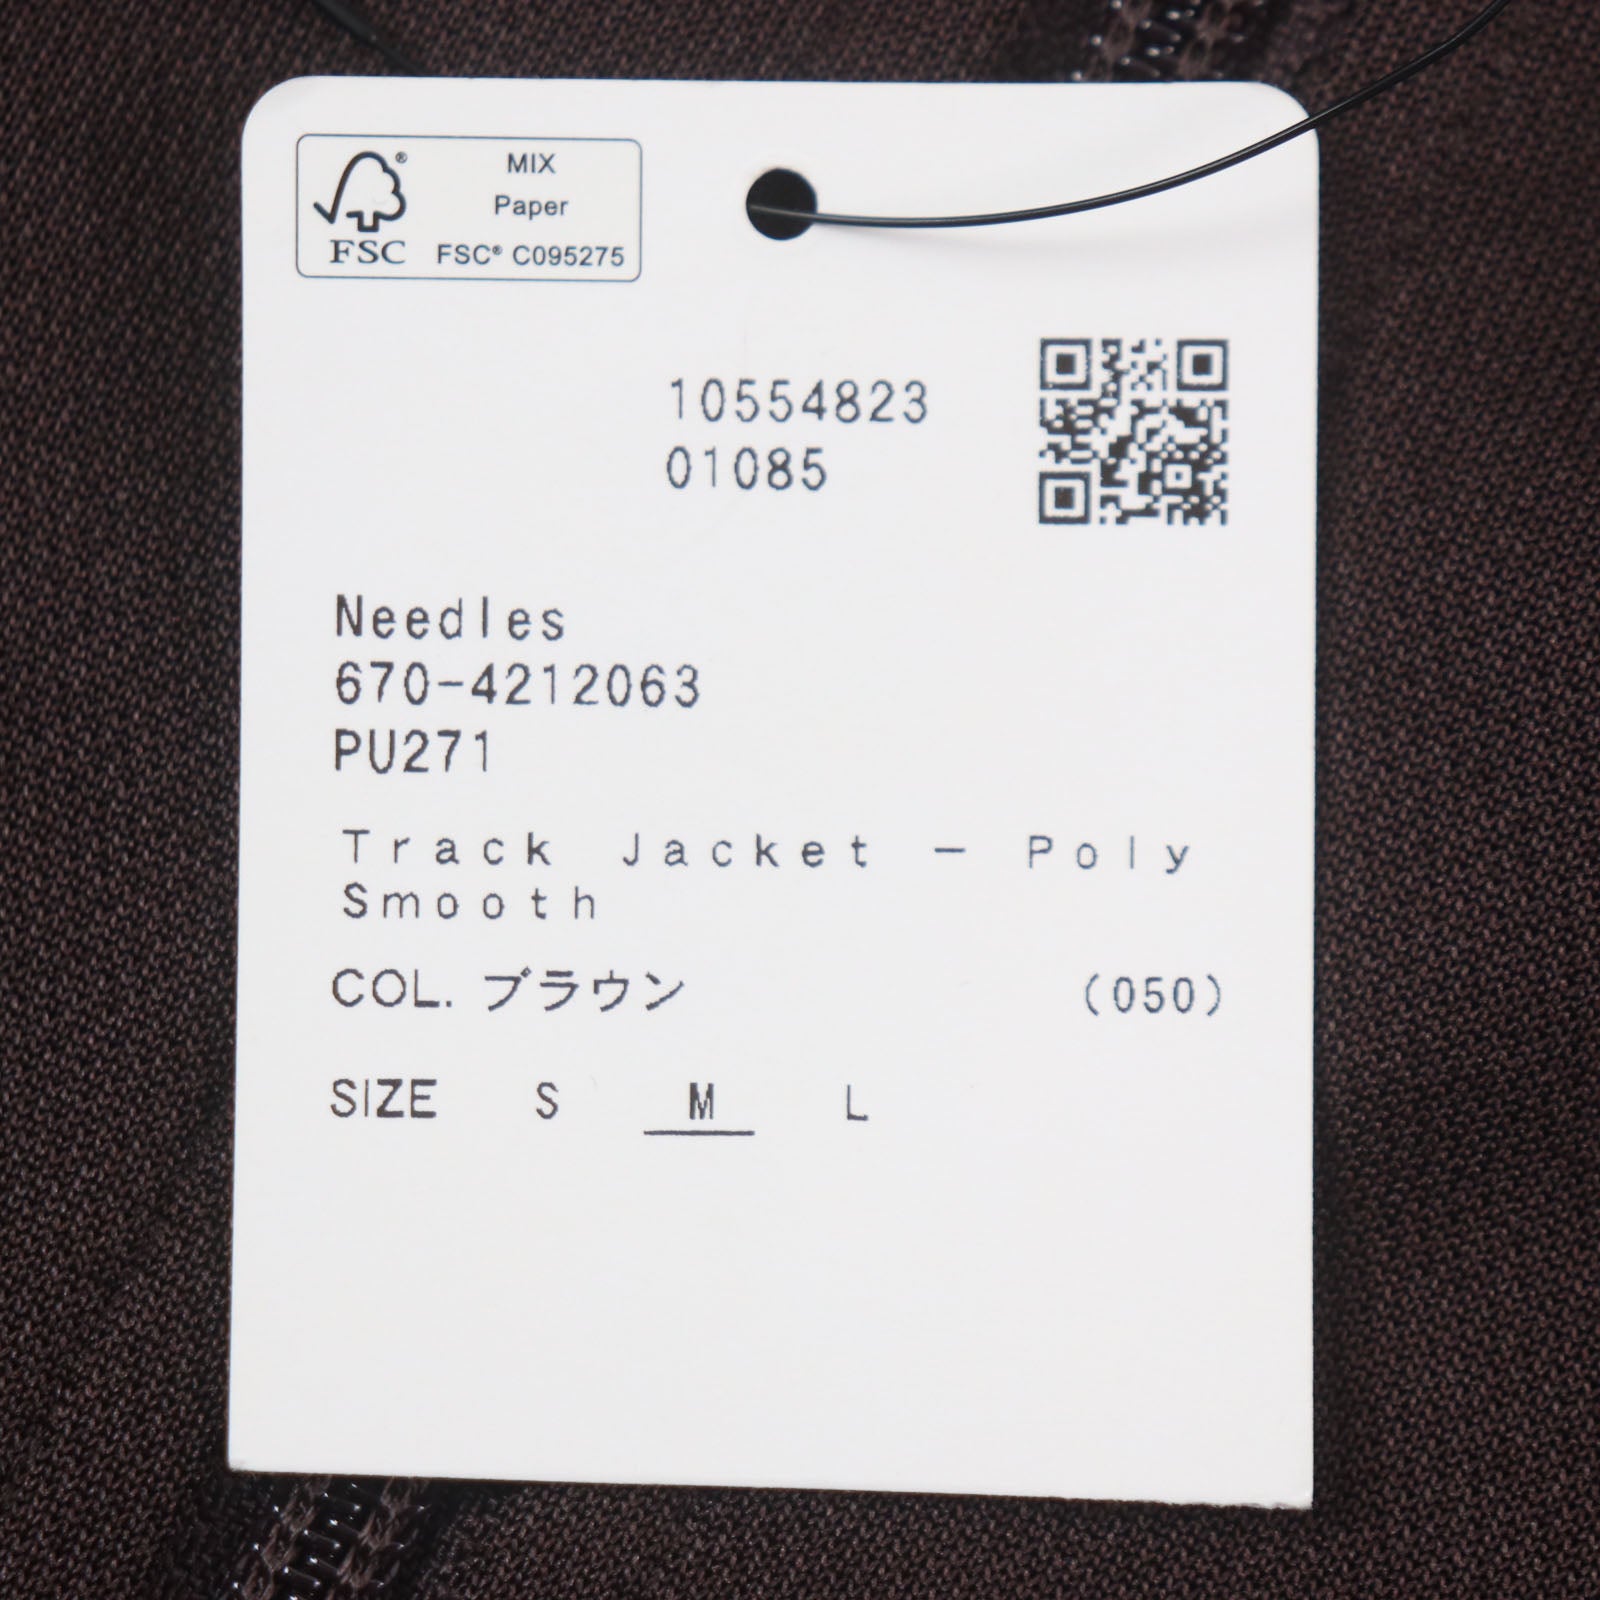 MIX
Paper
FSC® C095275
FSC
10554823
01085
Needles
670-4212063
PU271
Track Jacket - Poly
Smooth
COL. ブラウン (050)
SIZE S M L